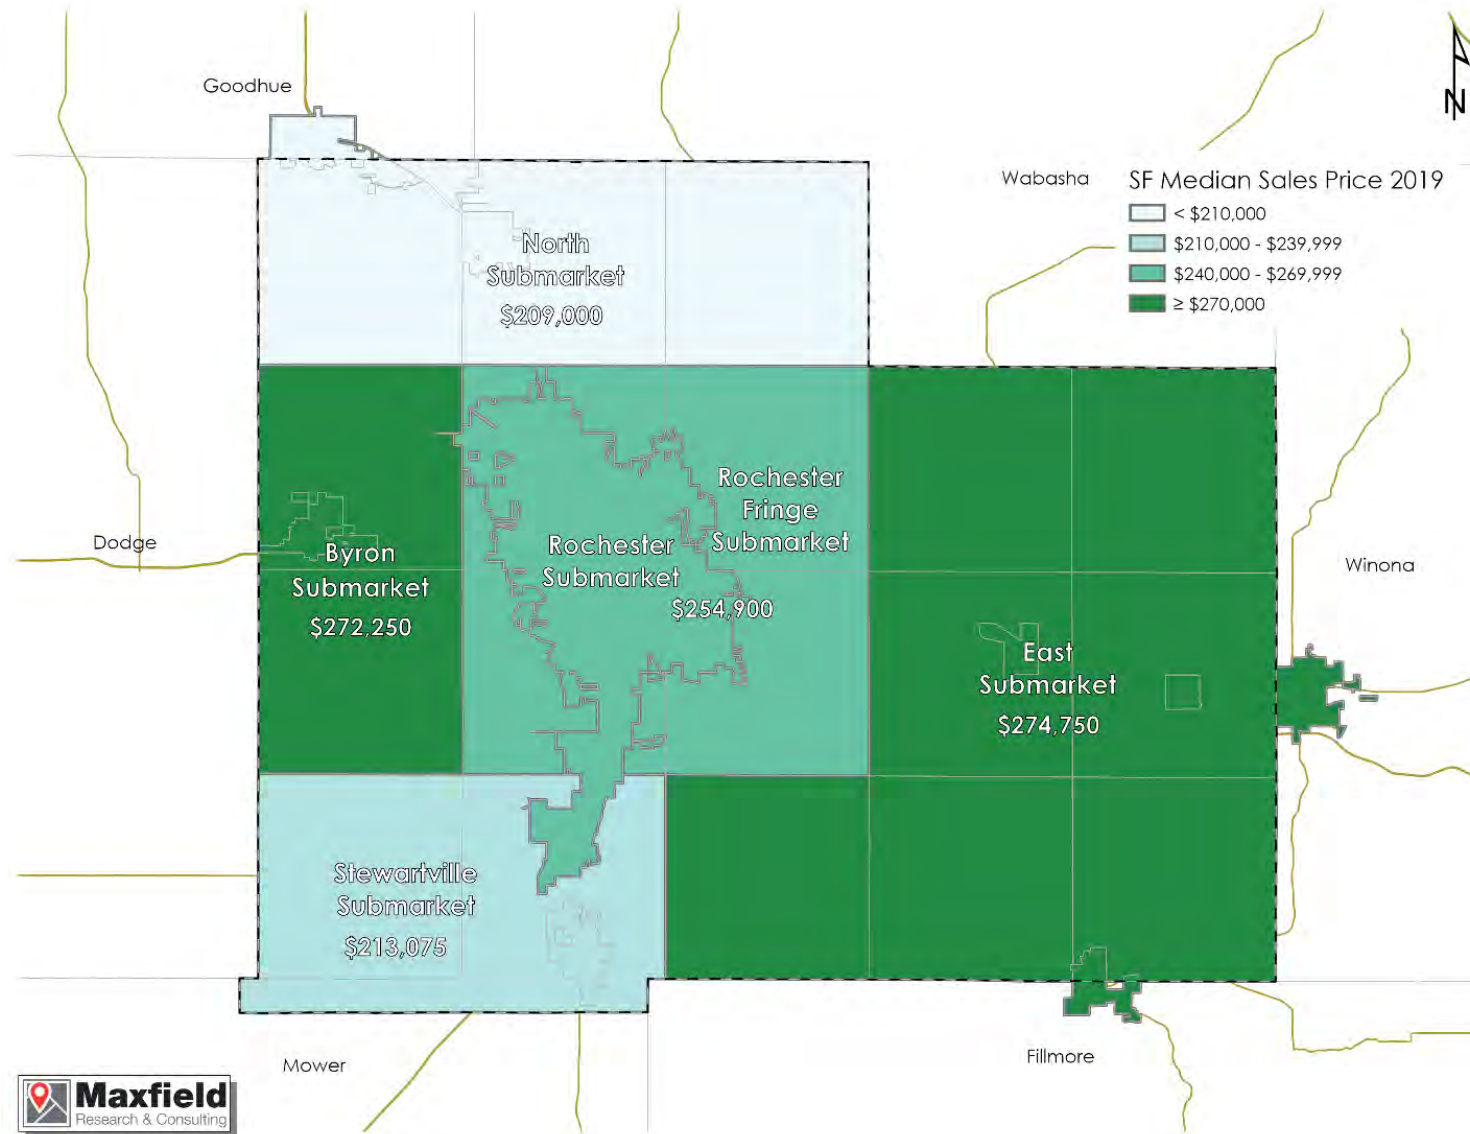 Goodhue
N
Wabasha
SF Median Sales Price 2019
< $210,000
$210,000 - $239,999
$240,000 - $269,999
≥ $270,000
North
Submarket
$209,000
Rochester
Fringe
Submarket
Dodge
Byron
Submarket
$272,250
Rochester
Submarket
$254,900
Winona
East
Submarket
$274,750
Stewartville
Submarket
$213,075
Mower
Fillmore
Maxfield
Research & Consulting